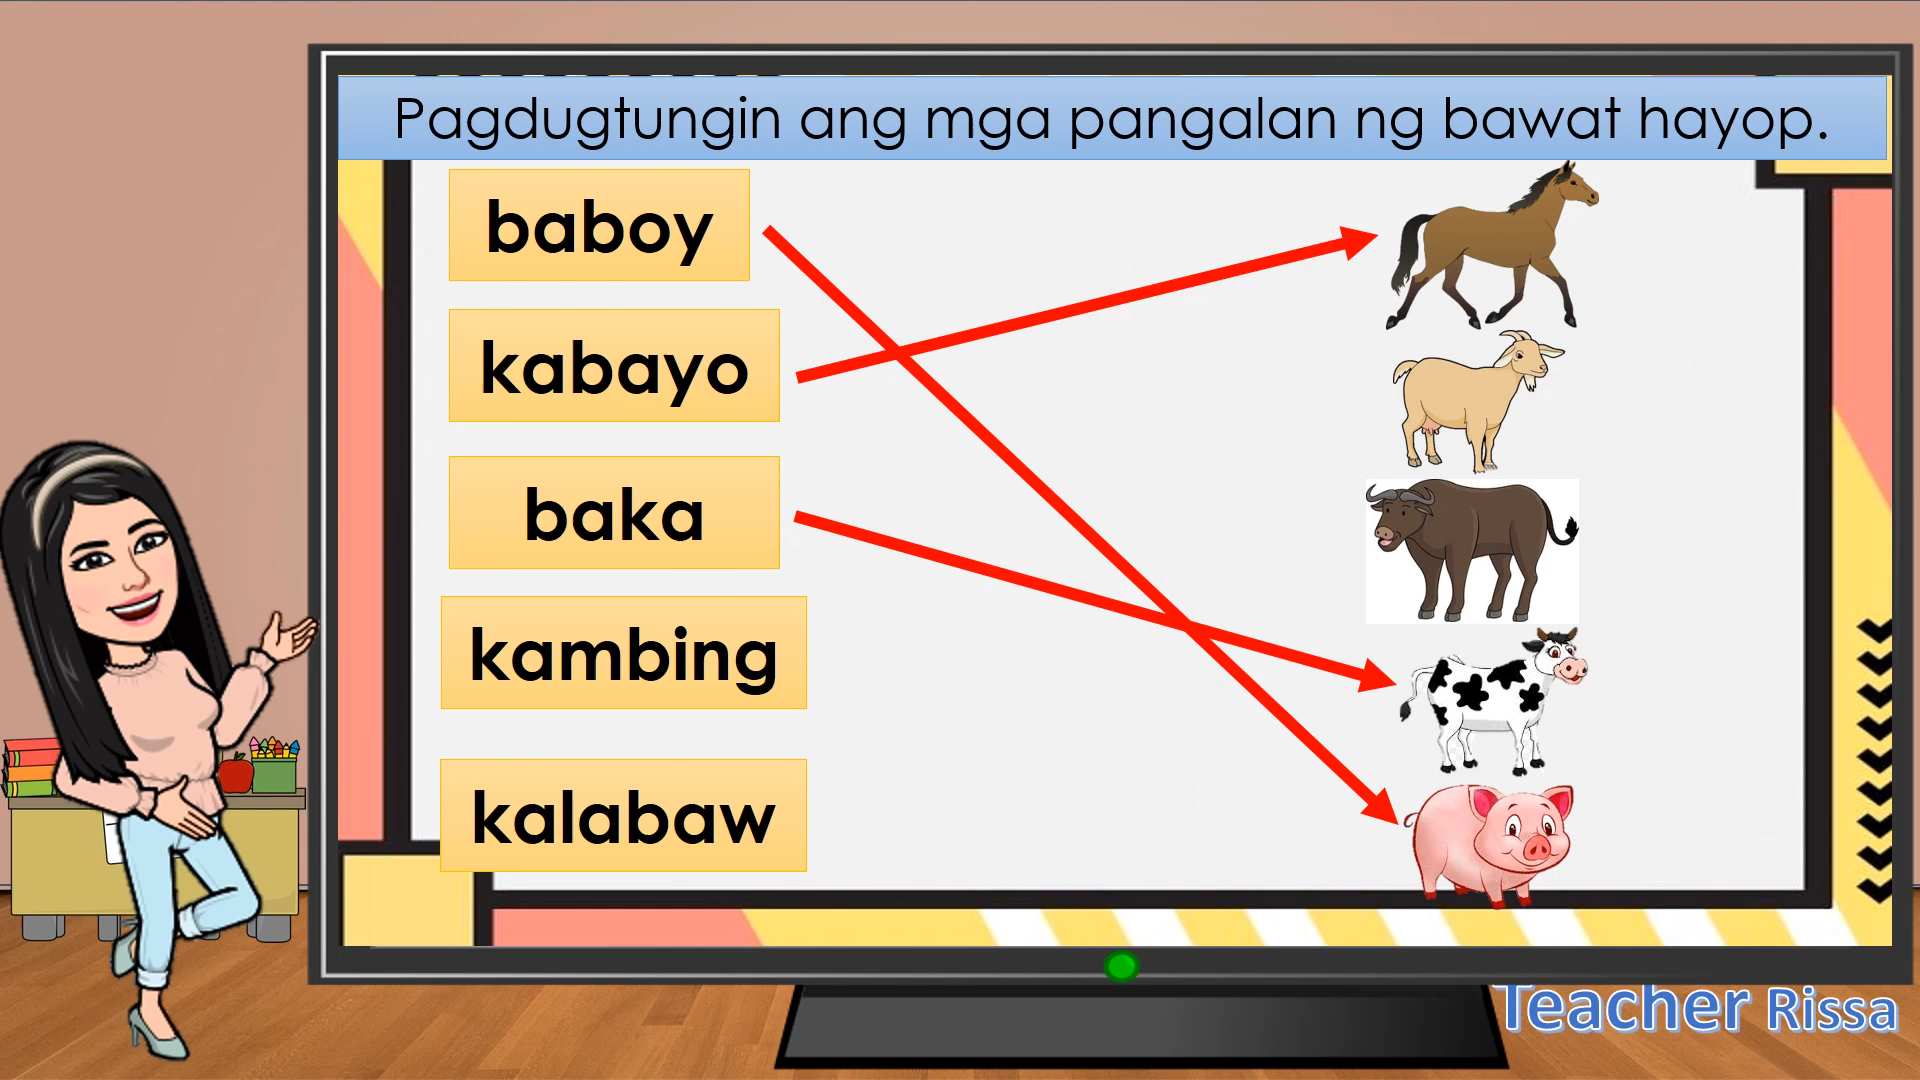 Pagdugtungin ang mga pangalan ng bawat hayop.
baboy
kabayo
baka
kambing
kalabaw
Teacher Rissa